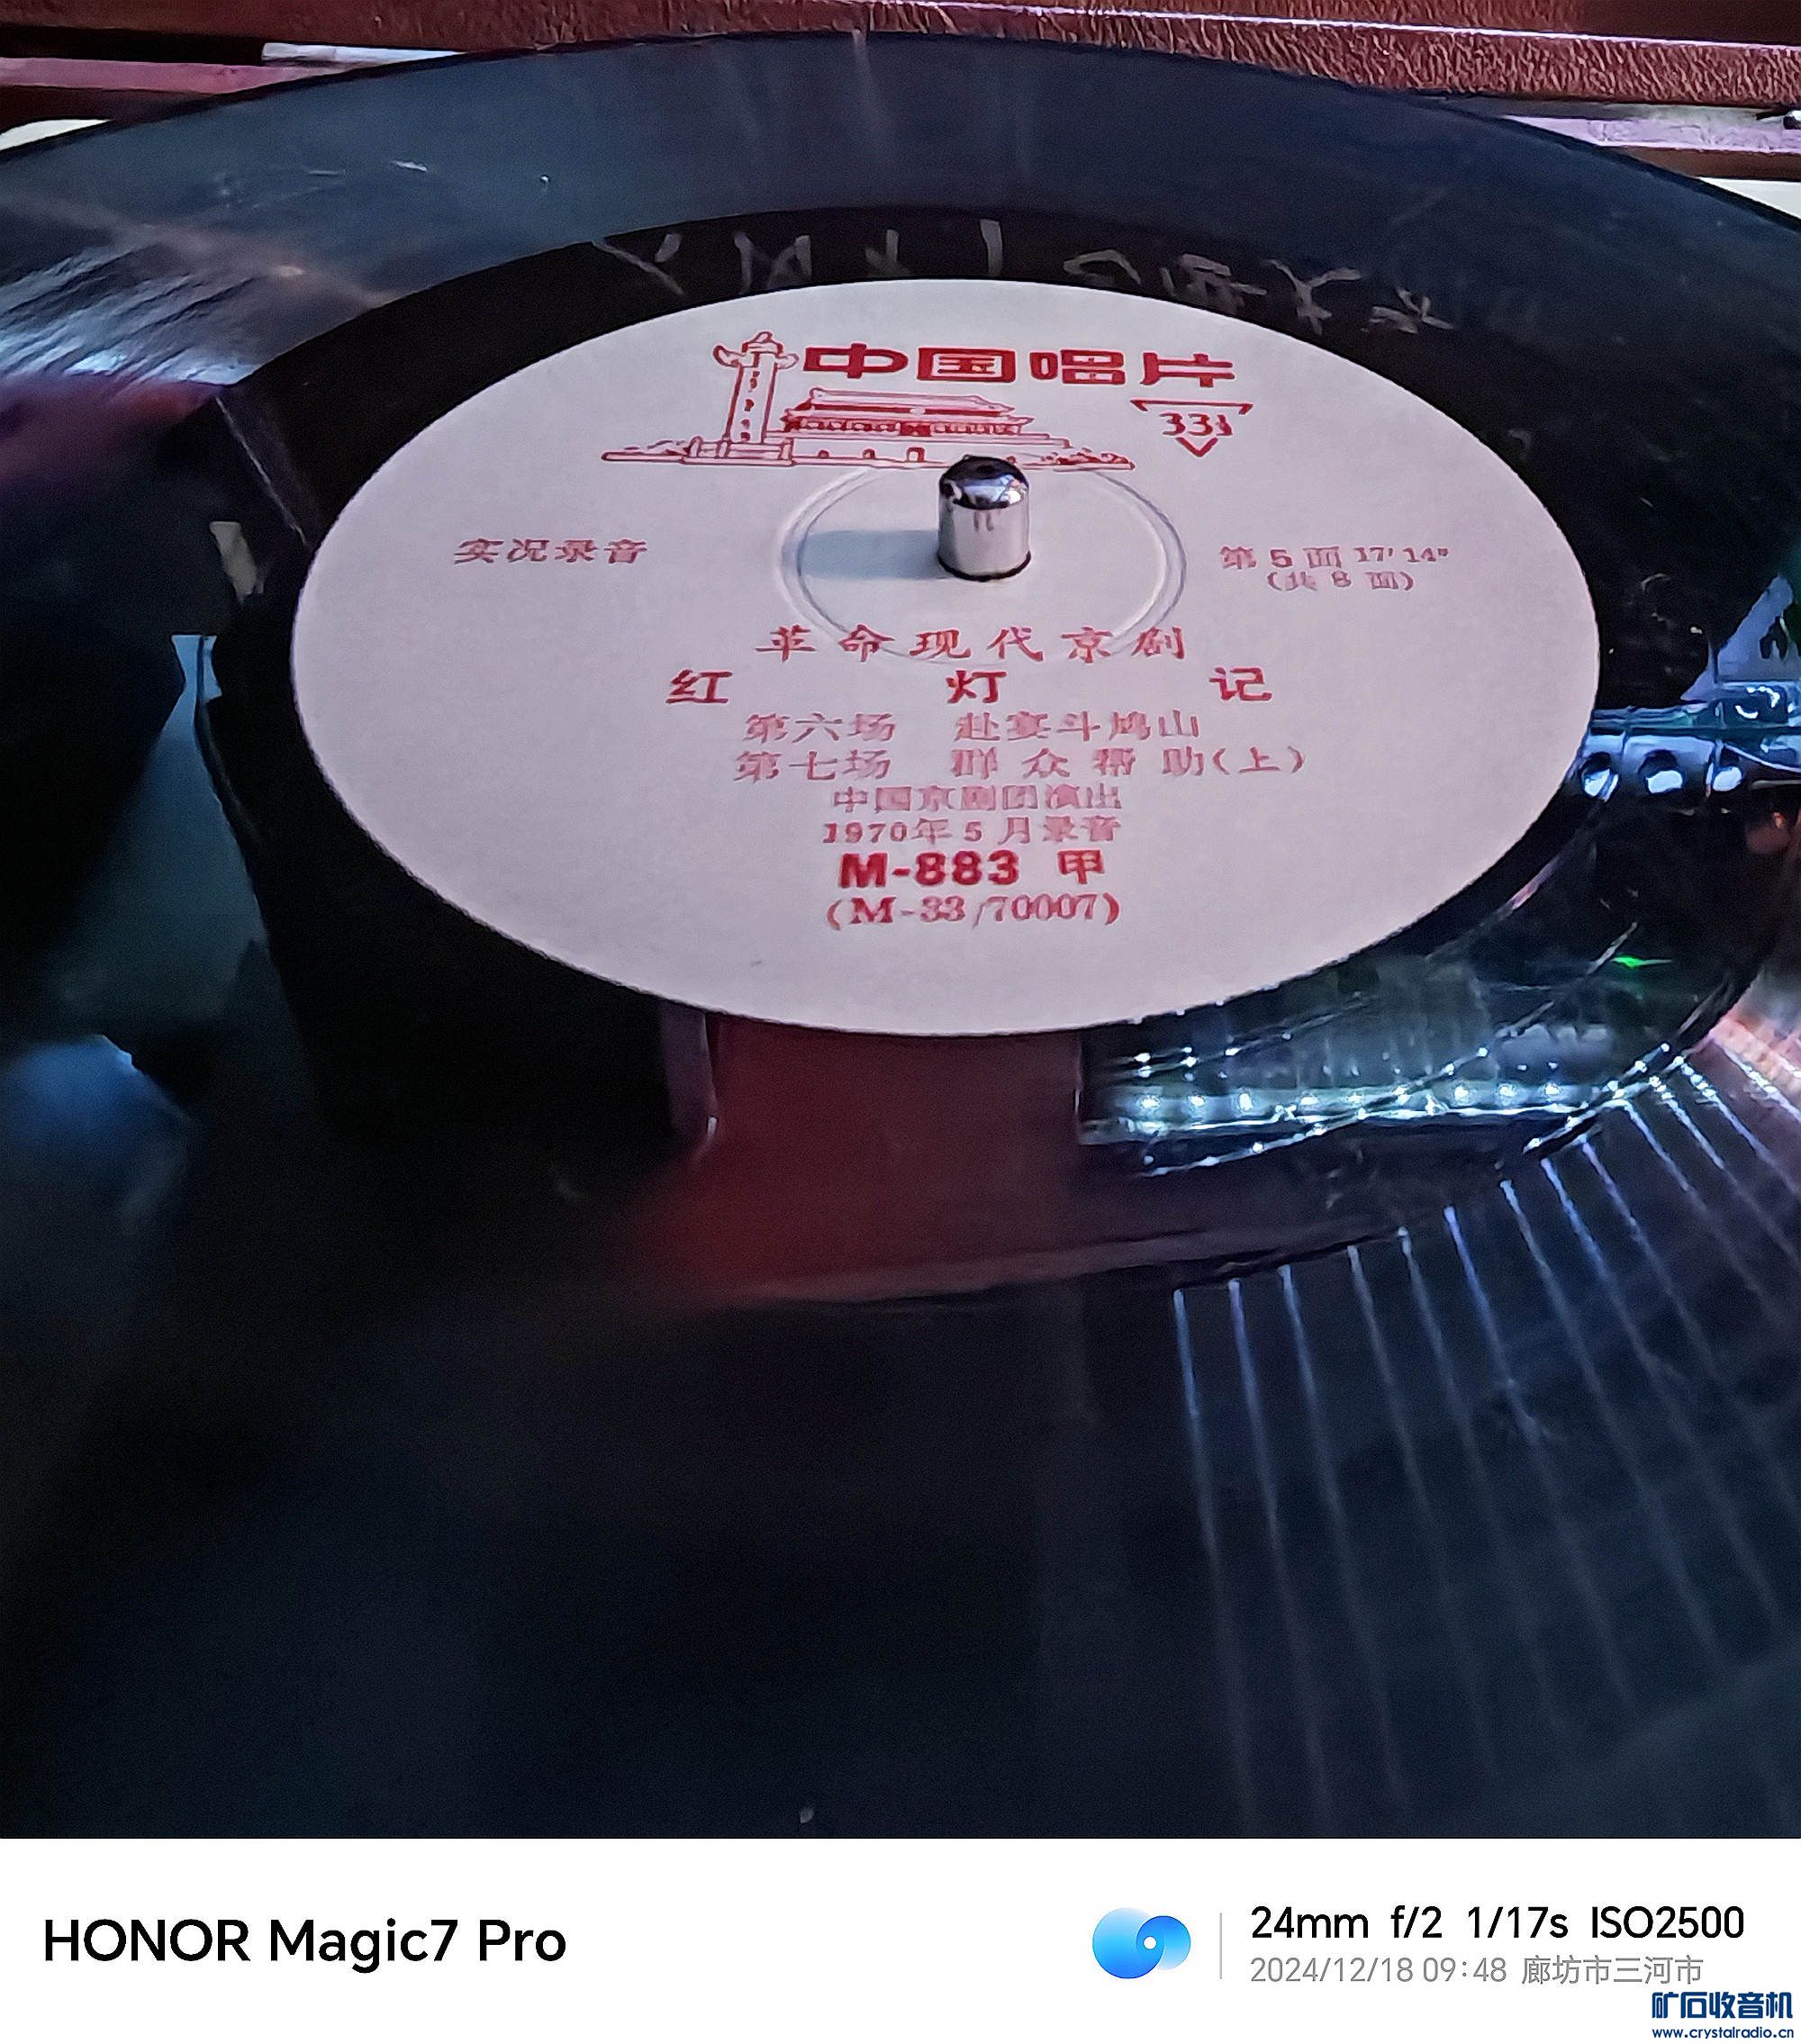 中国唱片
33⅓
实况录音
第 5 面 17′14″
(共 8 面)
革命现代京剧
红灯记
第六场 赴宴斗鸠山
第七场 群众帮助(上)
中国京剧团演出
1970年5月录音
M-883 甲
(M-33/70007)
HONOR Magic7 Pro
24mm f/2 1/17s ISO2500
2024/12/18 09:48 廊坊市三河市
矿石收音机
www.crystalradio.cn